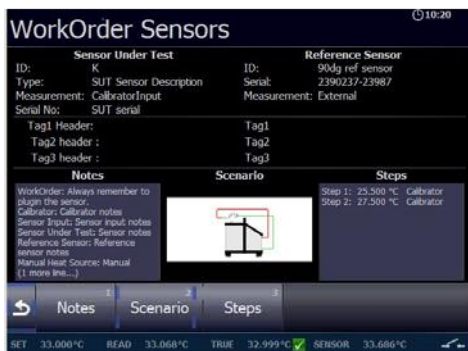 10:20
WorkOrder Sensors
Sensor Under Test
ID: K
Type: SUT Sensor Description
Measurement: CalibratorInput
Serial No: SUT serial
Reference Sensor
ID: 90dg ref sensor
Serial: 2390237-23987
Measurement: External
Tag1 Header: Tag1
Tag2 header : Tag2
Tag3 header : Tag3
Notes
WorkOrder: Always remember to
plugin the sensor.
Calibrator: Calibrator notes
Sensor Input: Sensor input notes
Sensor Under Test: Sensor notes
Reference Sensor: Reference
sensor notes
Manual Heat Source: Manual
(1 more line....)
Scenario
Steps
Step 1: 25.500 °C Calibrator
Step 2: 27.500 °C Calibrator
1
Notes
2
Scenario
3
Steps
SET 33.000°C READ 33.068°C TRUE 32.999°C SENSOR 33.686°C